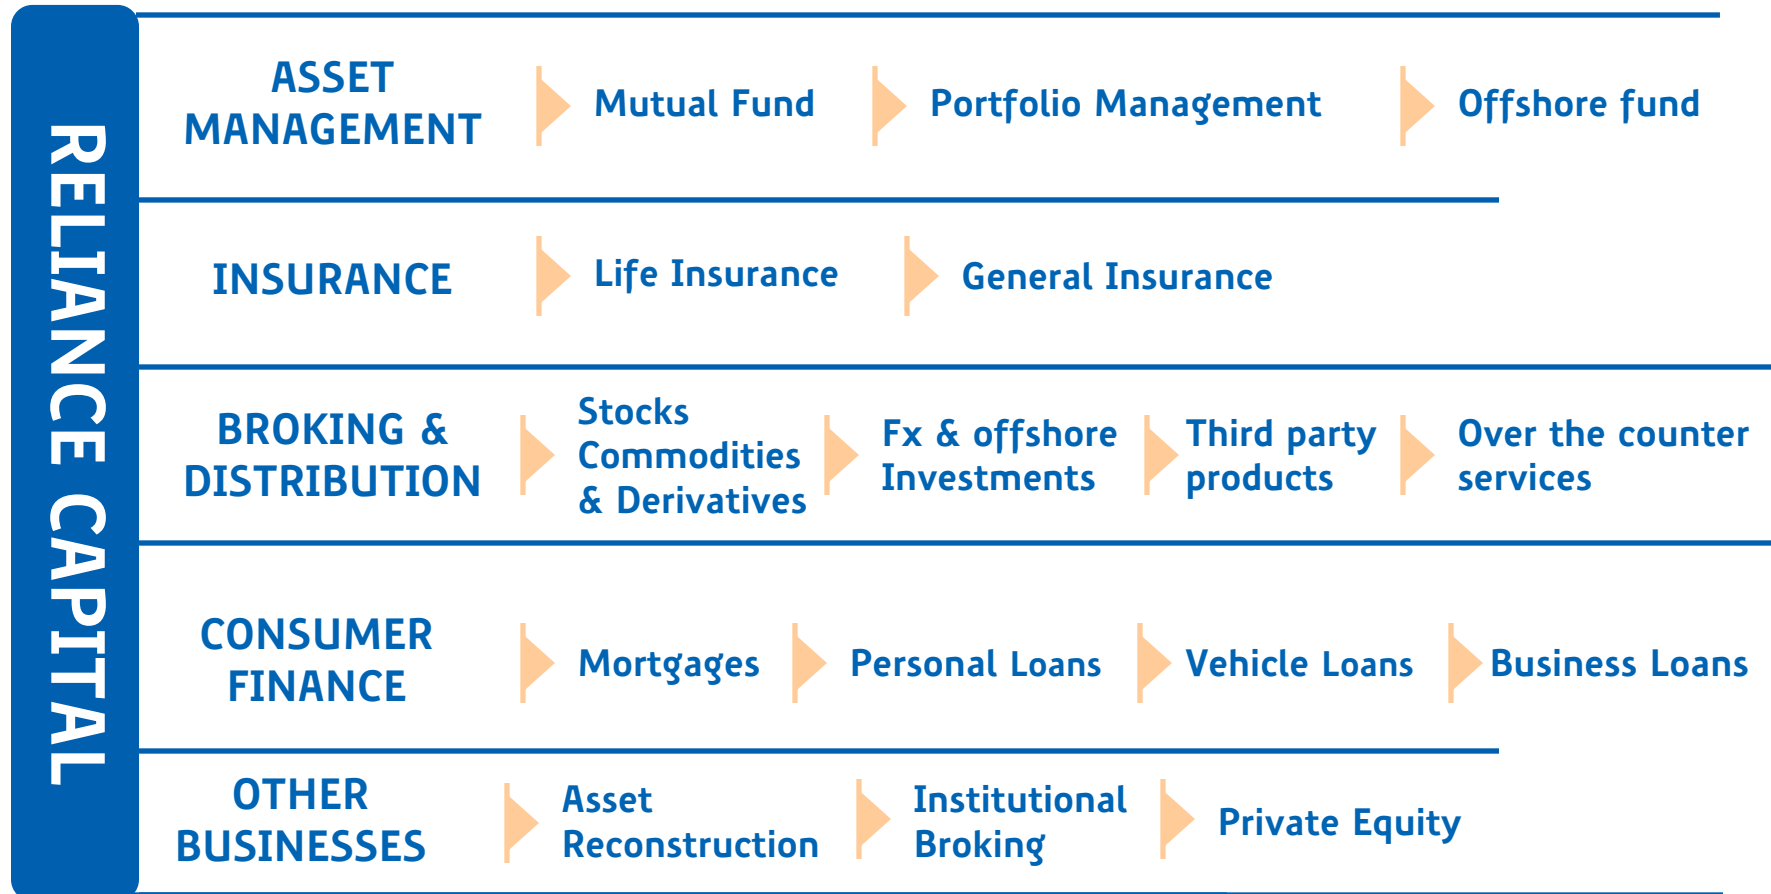 RELIANCE CAPITAL
ASSET
MANAGEMENT
Mutual Fund
Portfolio Management
Offshore fund
INSURANCE
Life Insurance
General Insurance
BROKING &
DISTRIBUTION
Stocks
Commodities
& Derivatives
Fx & offshore
Investments
Third party
products
Over the counter
services
CONSUMER
FINANCE
Mortgages
Personal Loans
Vehicle Loans
Business Loans
OTHER
BUSINESSES
Asset
Reconstruction
Institutional
Broking
Private Equity